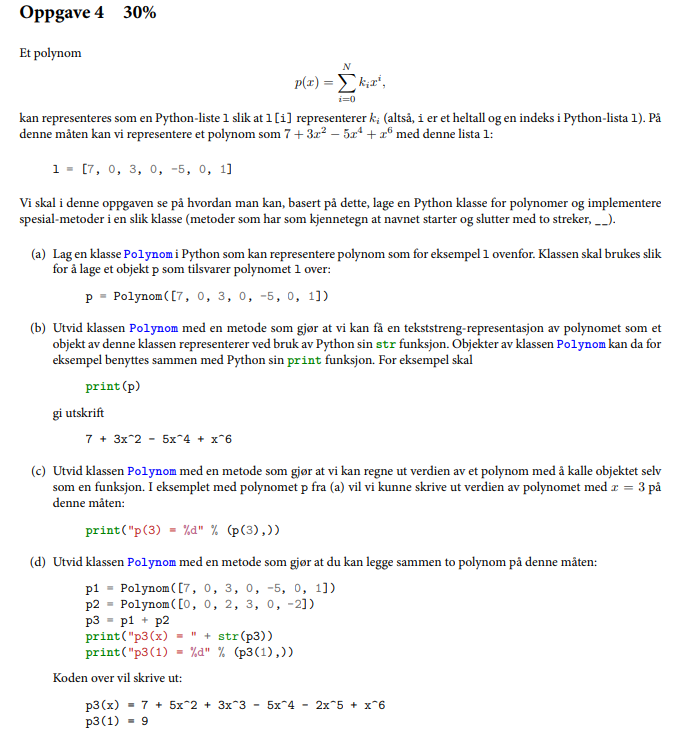 Oppgave 4 30%
Et polynom
p(x) = \sum_{i=0}^{N} k_i x^i,
kan representeres som en Python-liste l slik at l[i] representerer k_i (altså, i er et heltall og en indeks i Python-lista l). På
denne måten kan vi representere et polynom som 7 + 3x^2 − 5x^4 + x^6 med denne lista l:
l = [7, 0, 3, 0, -5, 0, 1]
Vi skal i denne oppgaven se på hvordan man kan, basert på dette, lage en Python klasse for polynomer og implementere
spesial-metoder i en slik klasse (metoder som har som kjennetegn at navnet starter og slutter med to streker, __).
(a) Lag en klasse Polynom i Python som kan representere polynom som for eksempel l ovenfor. Klassen skal brukes slik
for å lage et objekt p som tilsvarer polynomet l over:
p = Polynom([7, 0, 3, 0, -5, 0, 1])
(b) Utvid klassen Polynom med en metode som gjør at vi kan få en tekststreng-representasjon av polynomet som et
objekt av denne klassen representerer ved bruk av Python sin str funksjon. Objekter av klassen Polynom kan da for
eksempel benyttes sammen med Python sin print funksjon. For eksempel skal
print(p)
gi utskrift
7 + 3x^2 - 5x^4 + x^6
(c) Utvid klassen Polynom med en metode som gjør at vi kan regne ut verdien av et polynom med å kalle objektet selv
som en funksjon. I eksemplet med polynomet p fra (a) vil vi kunne skrive ut verdien av polynomet med x = 3 på
denne måten:
print("p(3) = %d" % (p(3),))
(d) Utvid klassen Polynom med en metode som gjør at du kan legge sammen to polynom på denne måten:
p1 = Polynom([7, 0, 3, 0, -5, 0, 1])
p2 = Polynom([0, 0, 2, 3, 0, -2])
p3 = p1 + p2
print("p3(x) = " + str(p3))
print("p3(1) = %d" % (p3(1),))
Koden over vil skrive ut:
p3(x) = 7 + 5x^2 + 3x^3 - 5x^4 - 2x^5 + x^6
p3(1) = 9